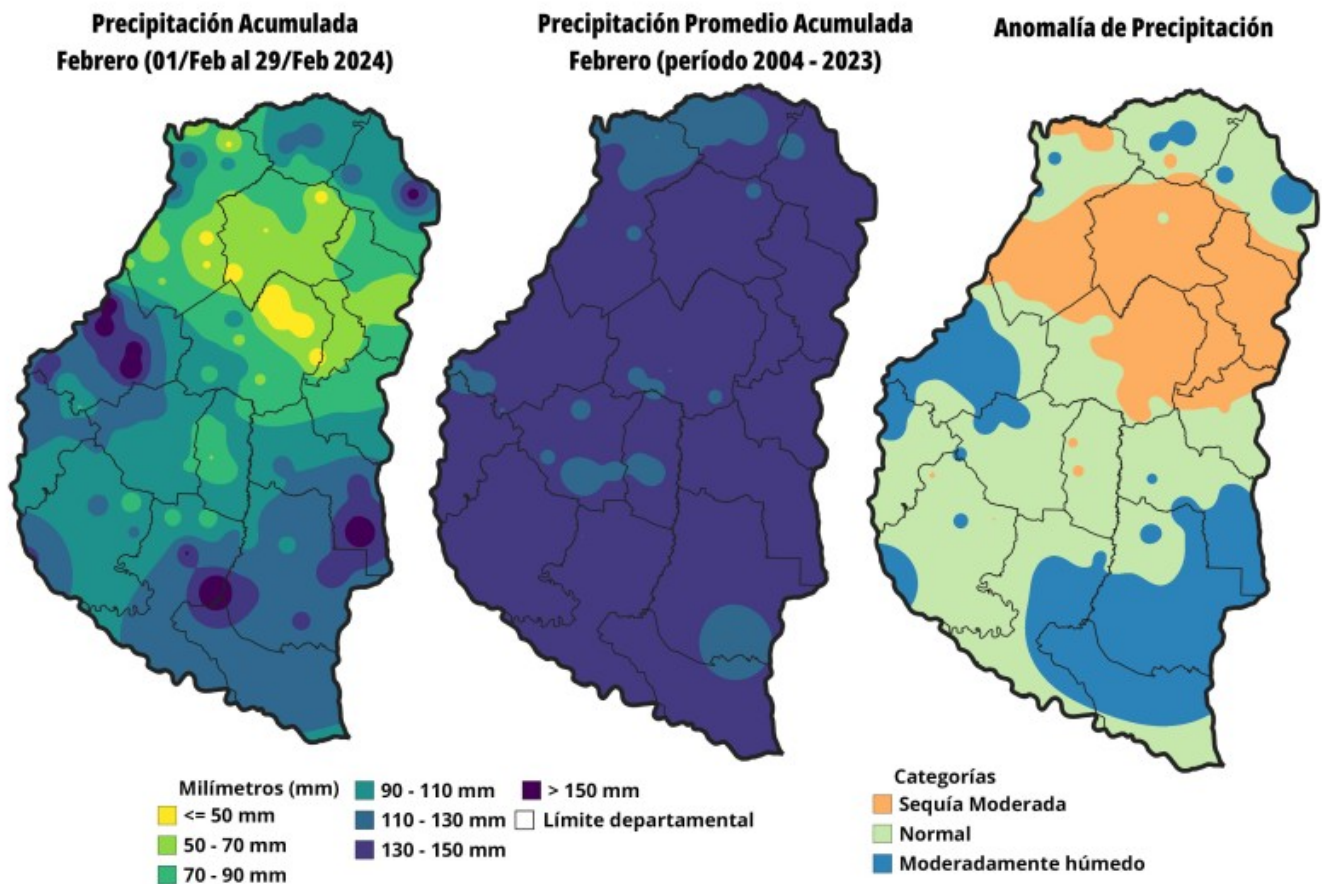 Precipitación Acumulada
Febrero (01/Feb al 29/Feb 2024)
Precipitación Promedio Acumulada
Febrero (período 2004 - 2023)
Anomalía de Precipitación
Milímetros (mm)
<= 50 mm
50 - 70 mm
70 - 90 mm
90 - 110 mm
110 - 130 mm
130 - 150 mm
> 150 mm
Límite departamental
Categorías
Sequía Moderada
Normal
Moderadamente húmedo